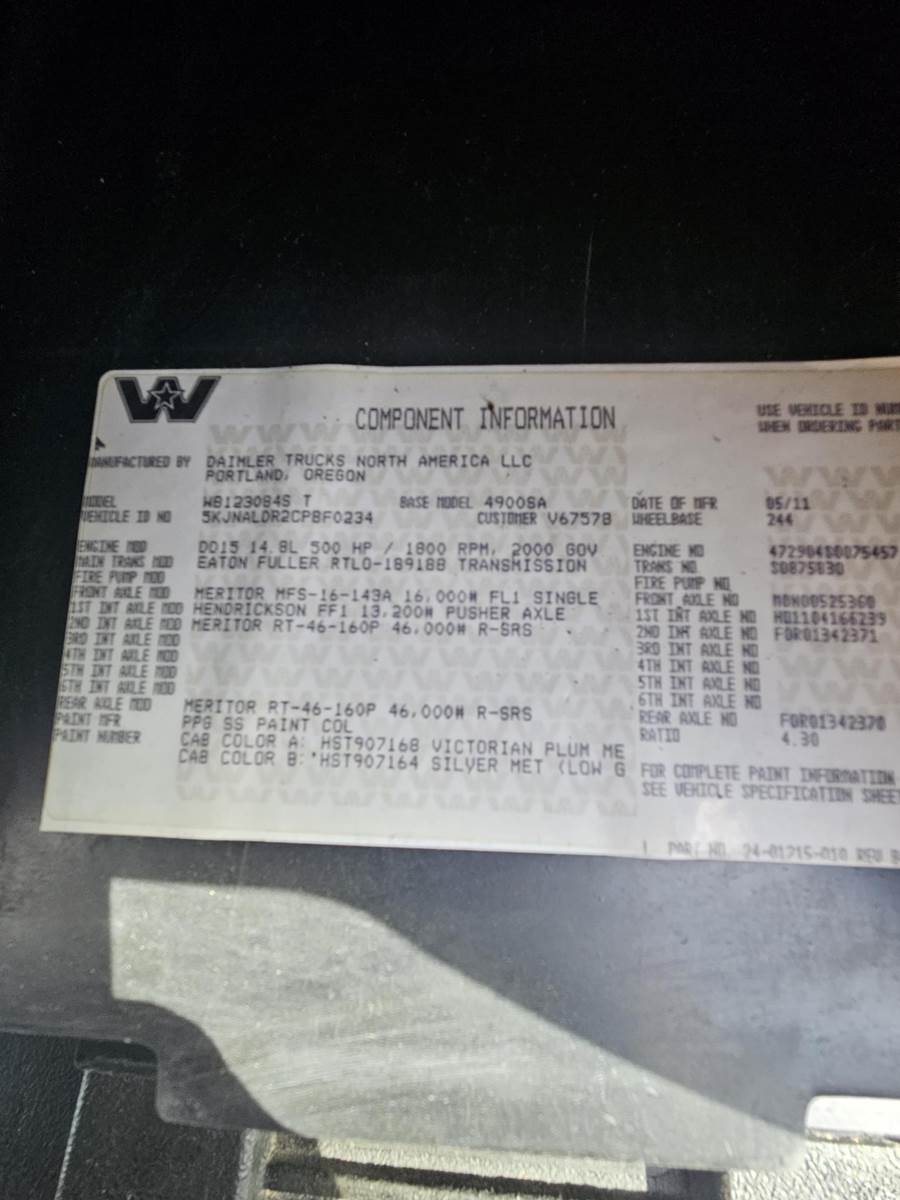 COMPONENT INFORMATION
USE VEHICLE ID
WHEN ORDERING PART
MANUFACTURED BY DAIMLER TRUCKS NORTH AMERICA LLC
PORTLAND, OREGON
MODEL WB123084S T BASE MODEL 4900SA DATE OF MFR 05/11
VEHICLE ID NO 5KJNALDR2CPBF0234 CUSTOMER V67578 WHEELBASE 244
ENGINE MOD DD15 14.8L 500 HP / 1800 RPM, 2000 GOV ENGINE NO
MAIN TRANS MOD EATON FULLER RTLO-18918B TRANSMISSION TRANS NO. S0875830
FIRE PUMP MOD FIRE PUMP NO
FRONT AXLE MOD MERITOR MFS-16-143A 16,000# FL1 SINGLE FRONT AXLE NO
1ST INT AXLE MOD HENDRICKSON FF1 13,200# PUSHER AXLE 1ST INT AXLE NO HD1104166239
2ND INT AXLE MOD MERITOR RT-46-160P 46,000# R-SRS 2ND INT AXLE NO FOR01342371
3RD INT AXLE MOD 3RD INT AXLE NO
4TH INT AXLE MOD 4TH INT AXLE NO
5TH INT AXLE MOD 5TH INT AXLE NO
6TH INT AXLE MOD 6TH INT AXLE NO
REAR AXLE MOD MERITOR RT-46-160P 46,000# R-SRS REAR AXLE NO FOR01342370
PAINT MFR PPG SS PAINT COL RATIO 4.30
PAINT NUMBER CAB COLOR A: HST907168 VICTORIAN PLUM ME
CAB COLOR B: HST907164 SILVER MET (LOW G
FOR COMPLETE PAINT INFORMATION
SEE VEHICLE SPECIFICATION SHEET
PART NO. 24-01215-010 REV